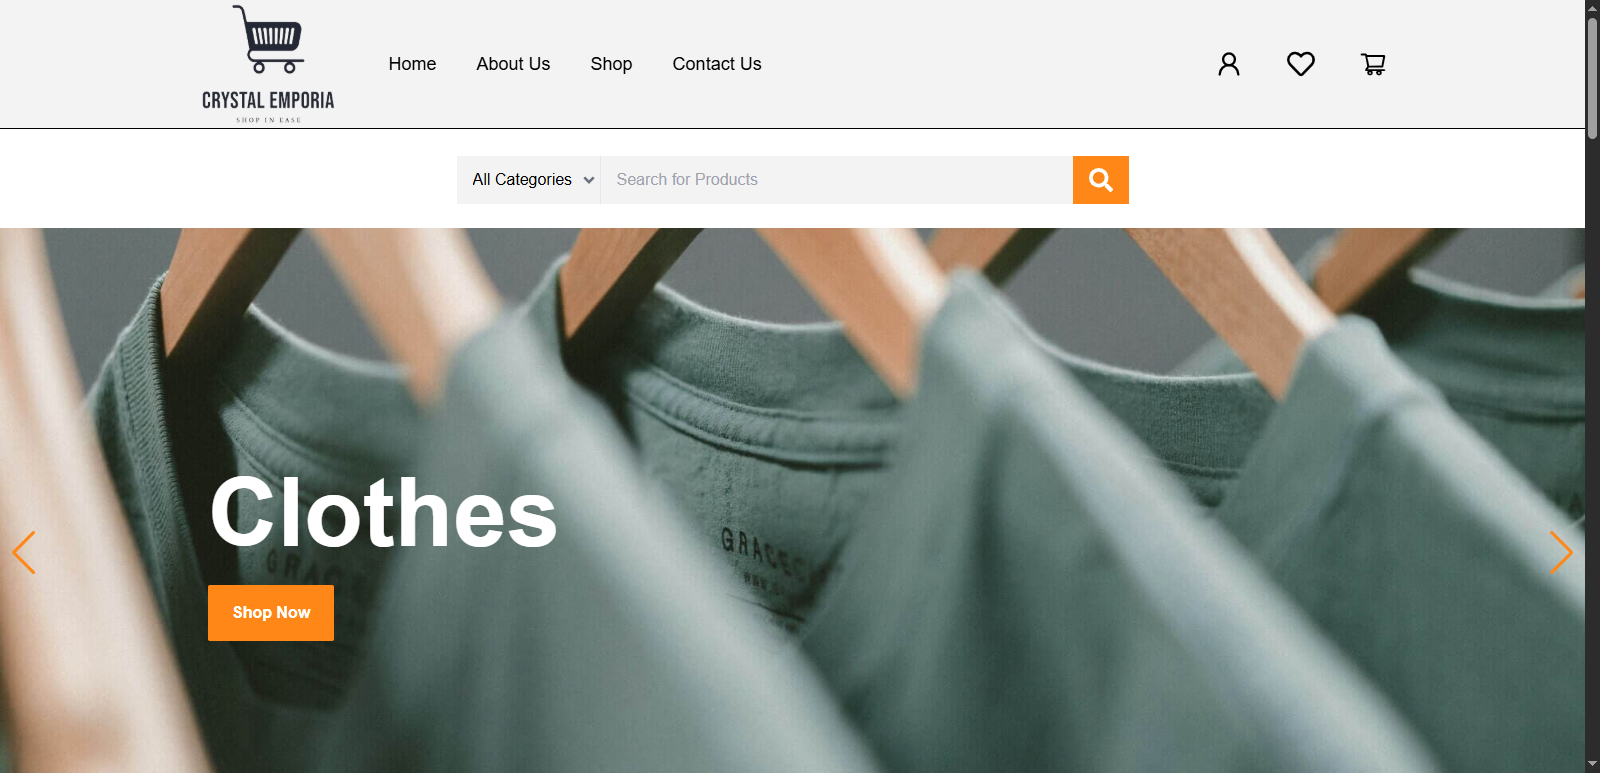 CRYSTAL EMPORIA
SHOP IN EASE
Home
About Us
Shop
Contact Us
All Categories
Search for Products
Clothes
Shop Now